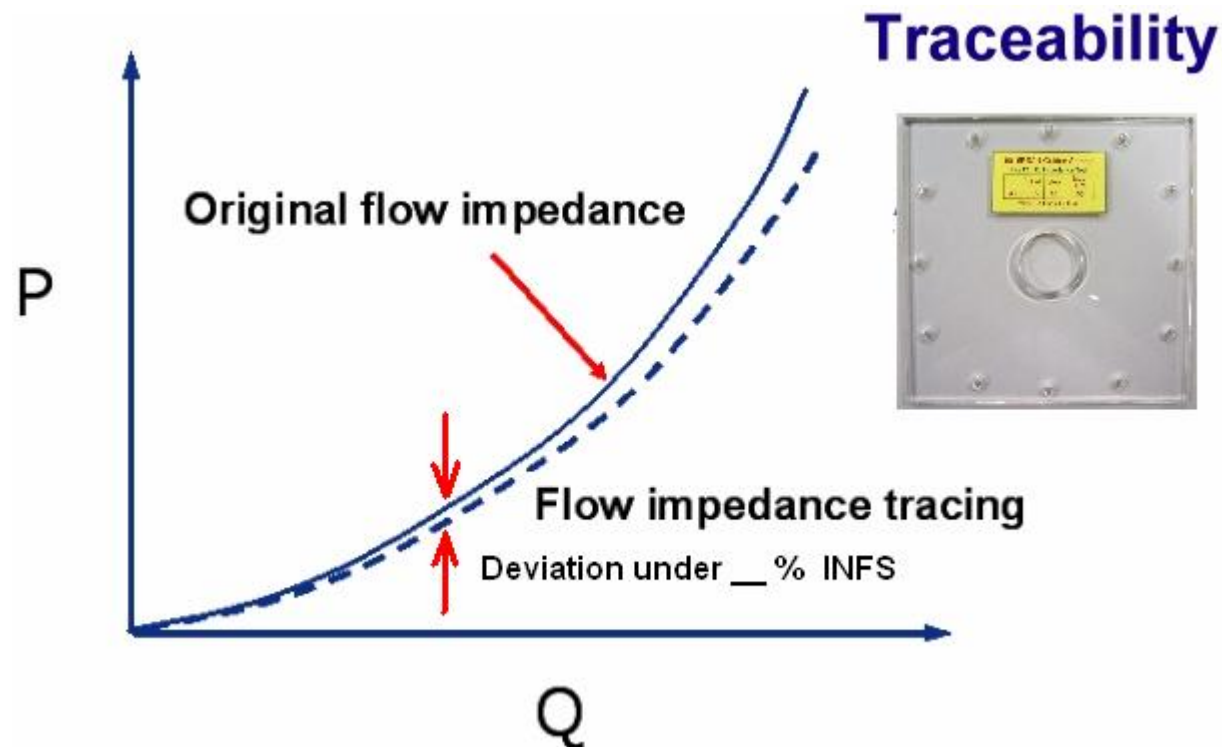 Traceability
Original flow impedance
P
Flow impedance tracing
Deviation under __ % INFS
Q